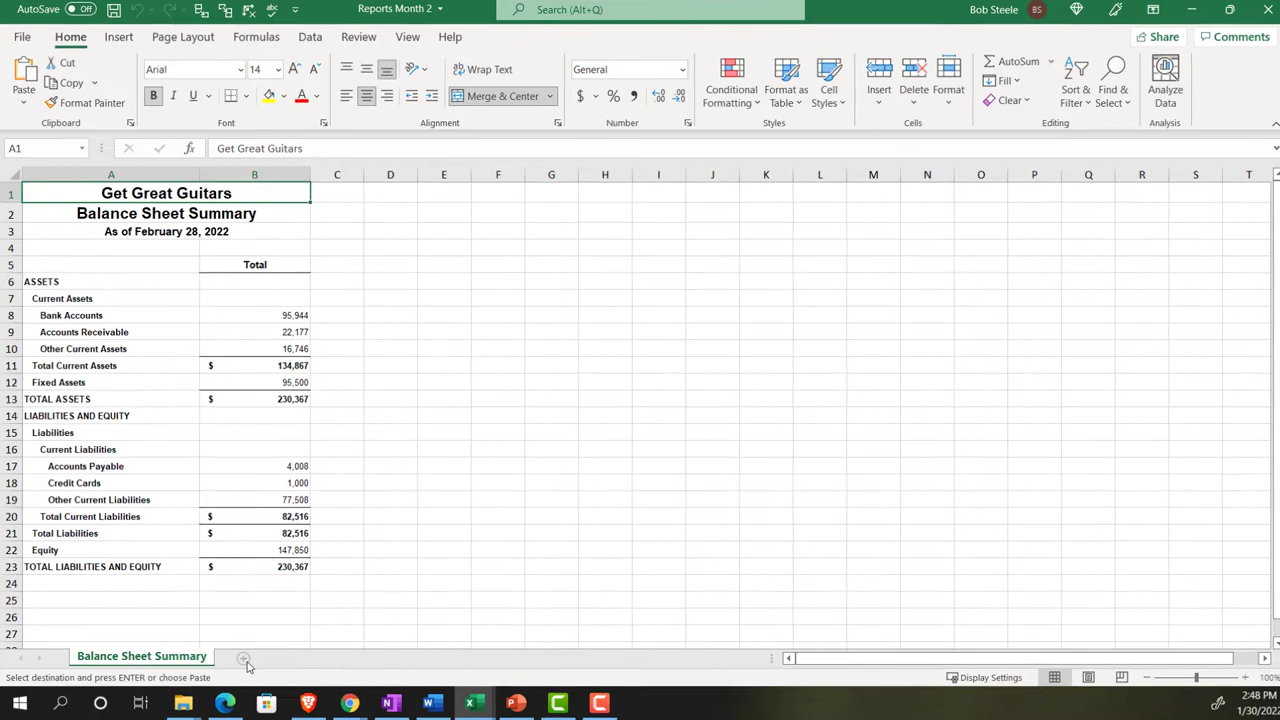 AutoSave Off
Reports Month 2
Search (Alt+Q)
Bob Steele BS
File Home Insert Page Layout Formulas Data Review View Help Share Comments
Paste Cut Copy Format Painter
Arial 14
B I U
Wrap Text
Merge & Center
General
$ % 9
Conditional Formatting Format as Table Cell Styles
Insert Delete Format
AutoSum Fill Clear
Sort & Filter Find & Select
Analyze Data
Clipboard Font Alignment Number Styles Cells Editing Analysis
A1 fx Get Great Guitars
A B C D E F G H I J K L M N O P Q R S T
1 Get Great Guitars
2 Balance Sheet Summary
3 As of February 28, 2022
4
5 Total
6 ASSETS
7 Current Assets
8 Bank Accounts 95,944
9 Accounts Receivable 22,177
10 Other Current Assets 16,746
11 Total Current Assets $ 134,867
12 Fixed Assets 95,500
13 TOTAL ASSETS $ 230,367
14 LIABILITIES AND EQUITY
15 Liabilities
16 Current Liabilities
17 Accounts Payable 4,008
18 Credit Cards 1,000
19 Other Current Liabilities 77,508
20 Total Current Liabilities $ 82,516
21 Total Liabilities $ 82,516
22 Equity 147,850
23 TOTAL LIABILITIES AND EQUITY $ 230,367
24
25
26
27
Balance Sheet Summary
Select destination and press ENTER or choose Paste Display Settings 100%
2:48 PM
1/30/2022